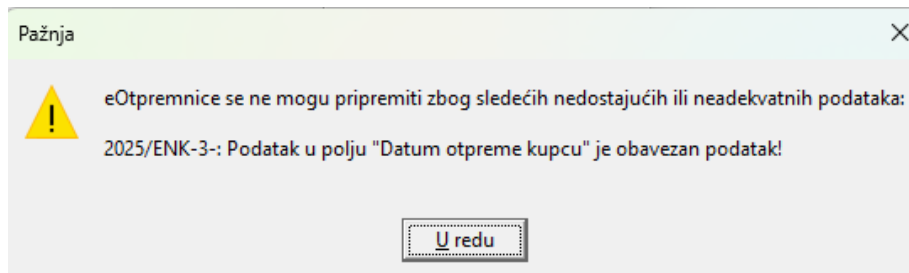 Pažnja
eOtpremnice se ne mogu pripremiti zbog sledećih nedostajućih ili neadekvatnih podataka:
2025/ENK-3-: Podatak u polju "Datum otpreme kupcu" je obavezan podatak!
U redu